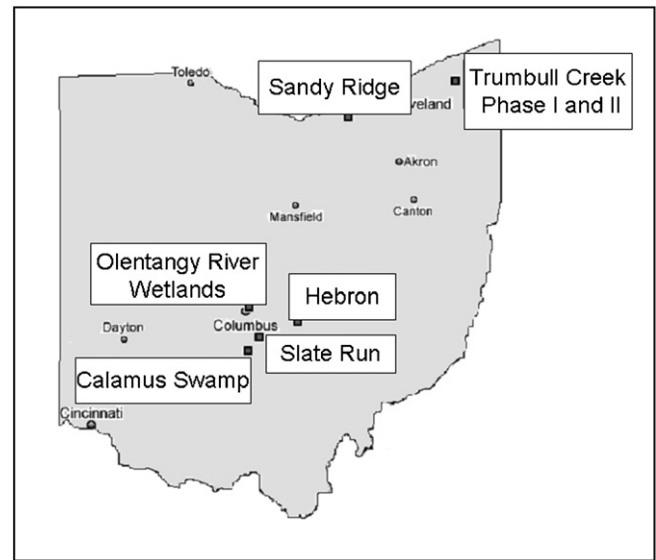 Toledo
Sandy Ridge
Trumbull Creek
Phase I and II
veland
Akron
Mansfield
Canton
Olentangy River
Wetlands
Hebron
Columbus
Dayton
Slate Run
Calamus Swamp
Cincinnati